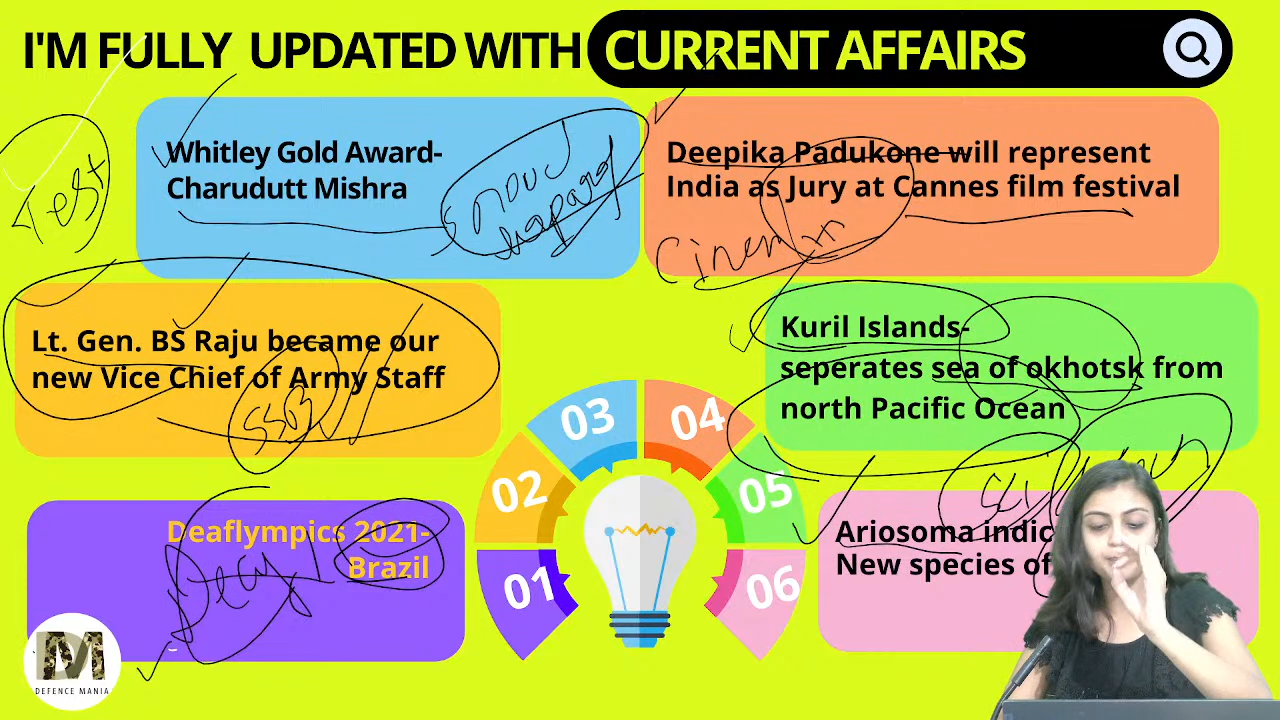 I'M FULLY UPDATED WITH CURRENT AFFAIRS
Whitley Gold Award-
Charudutt Mishra
Deepika Padukone will represent
India as Jury at Cannes film festival
Test
Lt. Gen. BS Raju became our
new Vice Chief of Army Staff
Kuril Islands-
seperates sea of okhotsk from
north Pacific Ocean
Deaflympics 2021-
Brazil
Ariosoma indic
New species of
01
02
03
04
05
06
DM
DEFENCE MANIA